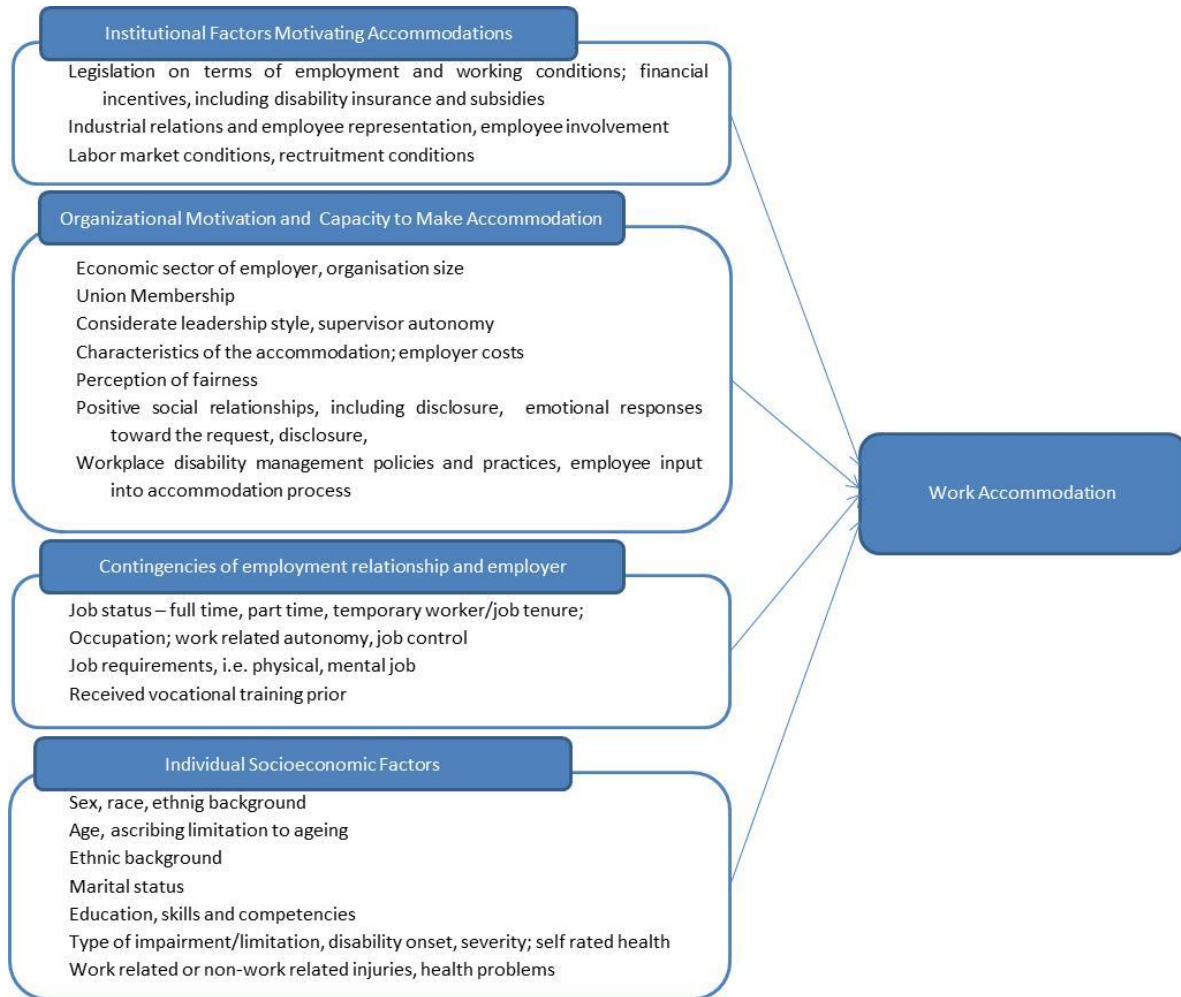 Institutional Factors Motivating Accommodations
Legislation on terms of employment and working conditions; financial
incentives, including disability insurance and subsidies
Industrial relations and employee representation, employee involvement
Labor market conditions, rectruitment conditions
Organizational Motivation and Capacity to Make Accommodation
Economic sector of employer, organisation size
Union Membership
Considerate leadership style, supervisor autonomy
Characteristics of the accommodation; employer costs
Perception of fairness
Positive social relationships, including disclosure, emotional responses
toward the request, disclosure,
Workplace disability management policies and practices, employee input
into accommodation process
Contingencies of employment relationship and employer
Job status – full time, part time, temporary worker/job tenure;
Occupation; work related autonomy, job control
Job requirements, i.e. physical, mental job
Received vocational training prior
Individual Socioeconomic Factors
Sex, race, ethnig background
Age, ascribing limitation to ageing
Ethnic background
Marital status
Education, skills and competencies
Type of impairment/limitation, disability onset, severity; self rated health
Work related or non-work related injuries, health problems
Work Accommodation